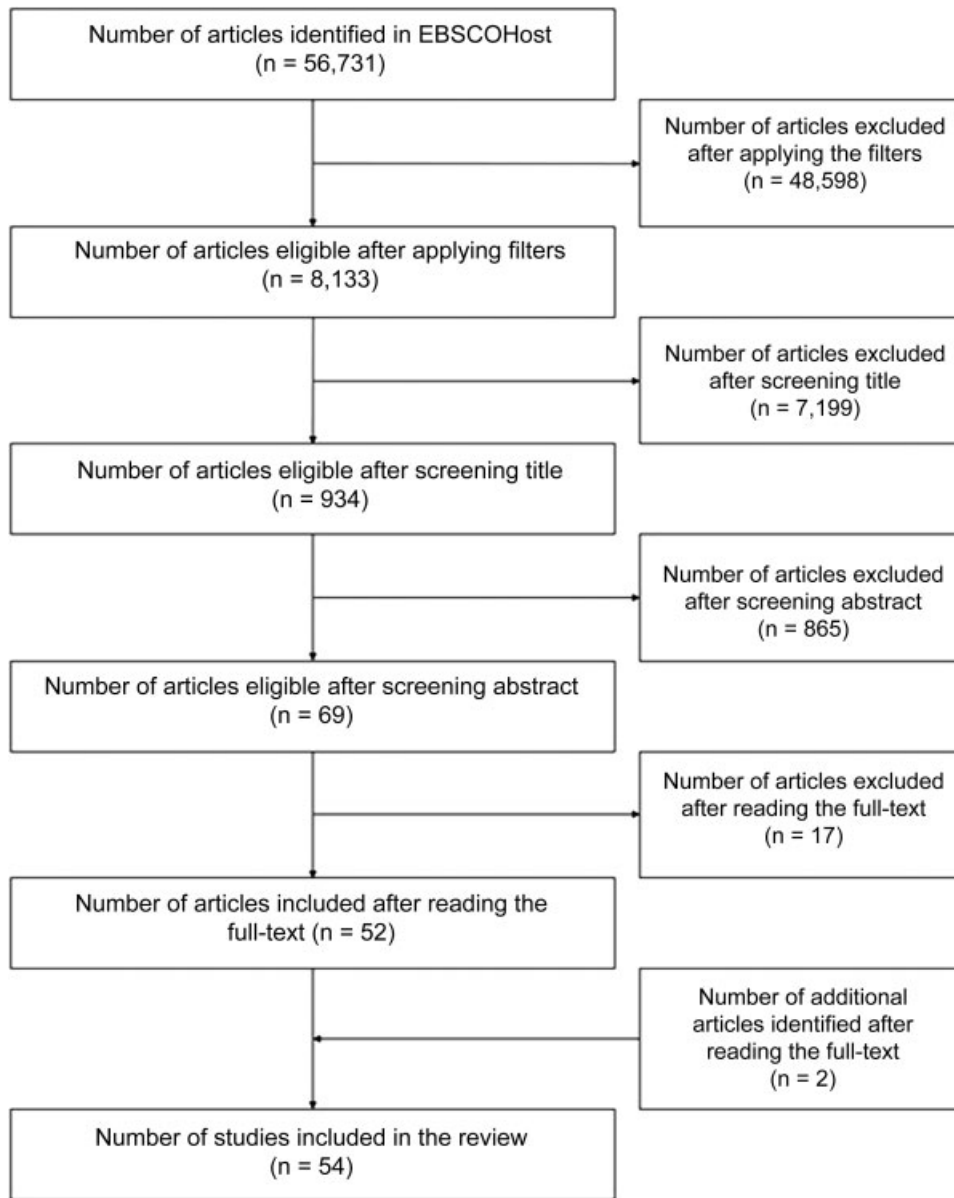 Number of articles identified in EBSCOHost
(n = 56,731)
Number of articles excluded
after applying the filters
(n = 48,598)
Number of articles eligible after applying filters
(n = 8,133)
Number of articles excluded
after screening title
(n = 7,199)
Number of articles eligible after screening title
(n = 934)
Number of articles excluded
after screening abstract
(n = 865)
Number of articles eligible after screening abstract
(n = 69)
Number of articles excluded
after reading the full-text
(n = 17)
Number of articles included after reading the
full-text (n = 52)
Number of additional
articles identified after
reading the full-text
(n = 2)
Number of studies included in the review
(n = 54)